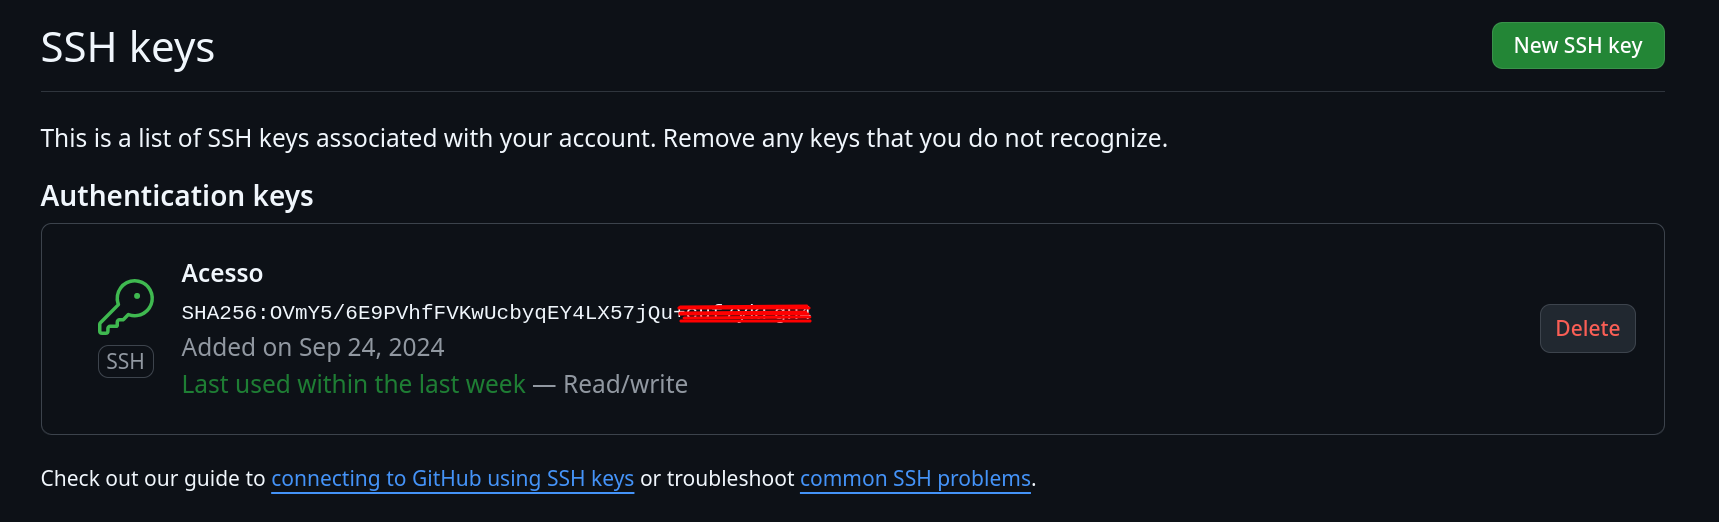 SSH keys
New SSH key
This is a list of SSH keys associated with your account. Remove any keys that you do not recognize.
Authentication keys
Acesso
SHA256:OVmY5/6E9PVhfFVKwUcbyqEY4LX57jQu
Added on Sep 24, 2024
SSH
Last used within the last week — Read/write
Delete
Check out our guide to connecting to GitHub using SSH keys or troubleshoot common SSH problems.